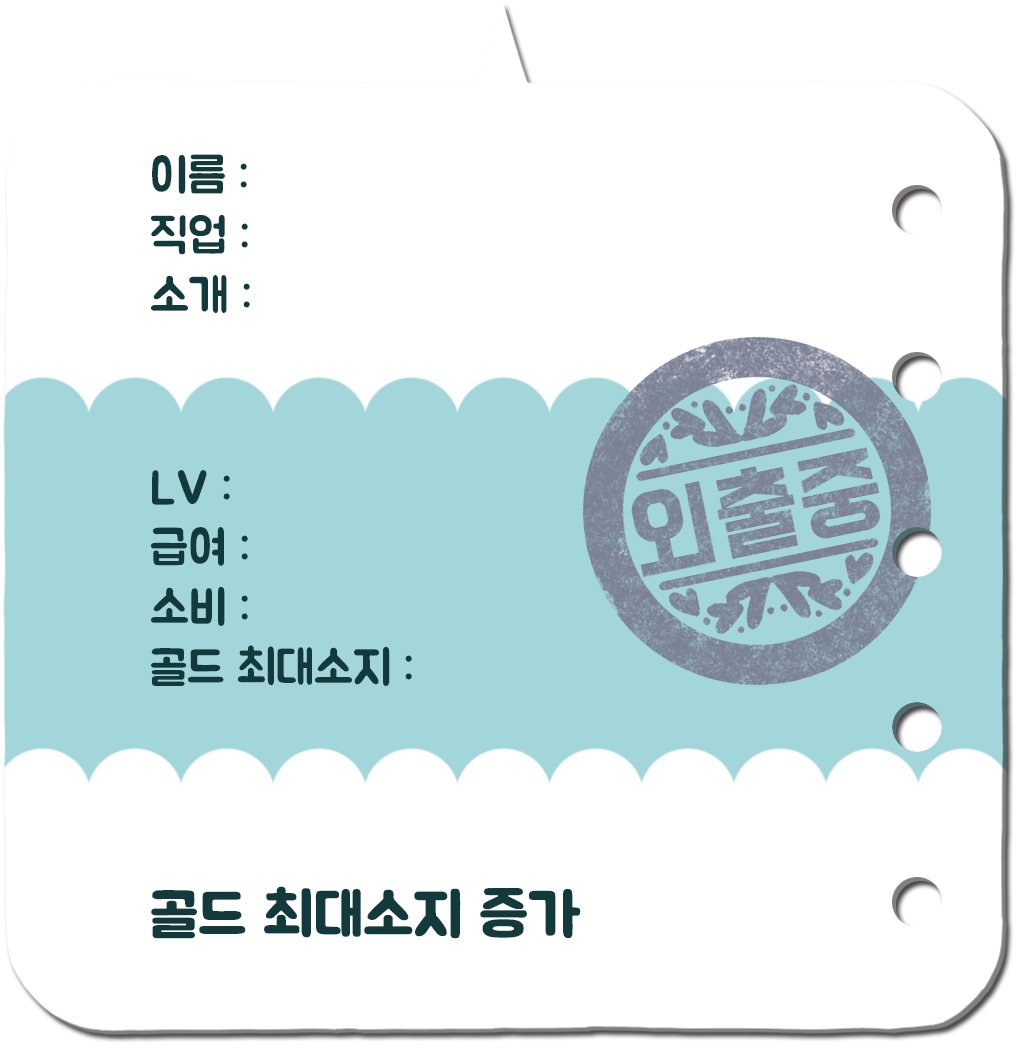 이름 :
직업 :
소개 :
외출중
LV :
급여 :
소비 :
골드 최대소지 :
골드 최대소지 증가